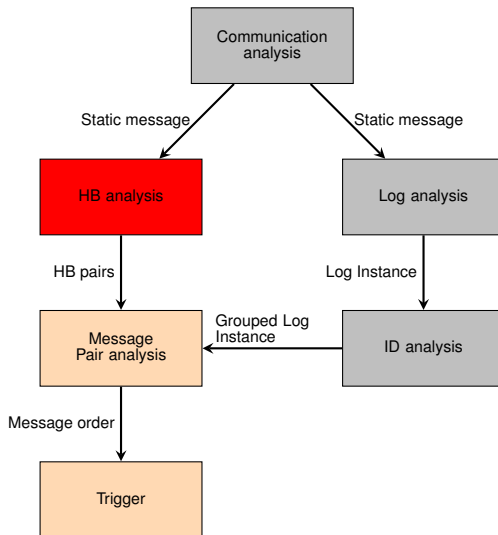 Communication
analysis
Static message
Static message
HB analysis
Log analysis
HB pairs
Log Instance
Message
Pair analysis
Grouped Log
Instance
ID analysis
Message order
Trigger